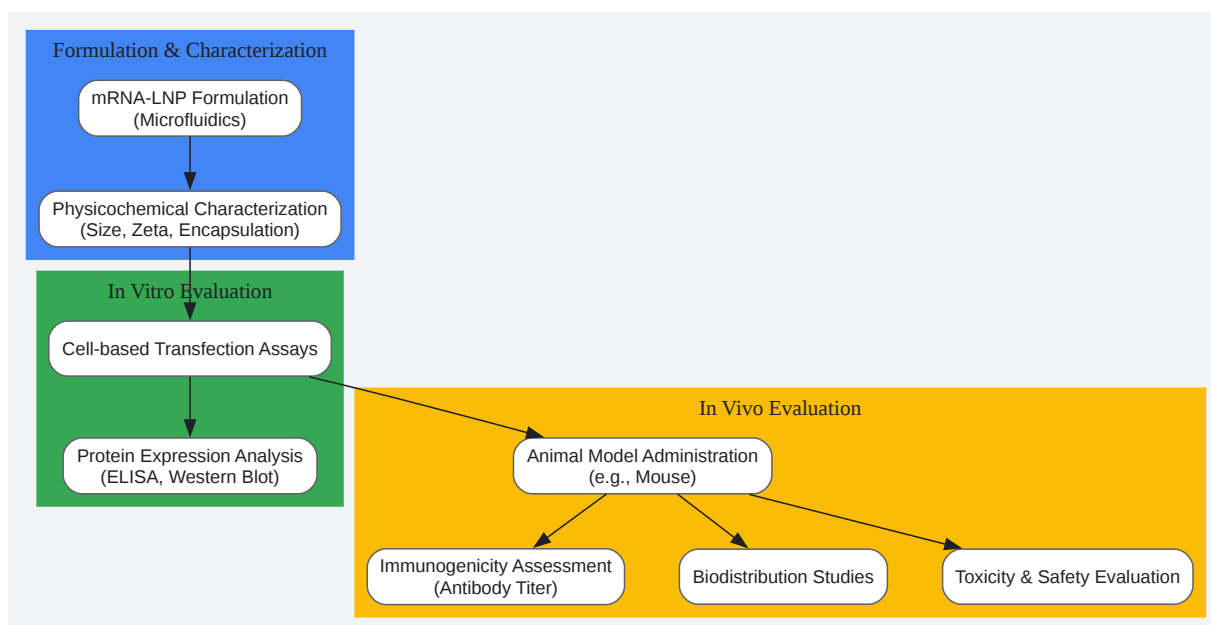 Formulation & Characterization
mRNA-LNP Formulation
(Microfluidics)
Physicochemical Characterization
(Size, Zeta, Encapsulation)
In Vitro Evaluation
Cell-based Transfection Assays
Protein Expression Analysis
(ELISA, Western Blot)
In Vivo Evaluation
Animal Model Administration
(e.g., Mouse)
Immunogenicity Assessment
(Antibody Titer)
Biodistribution Studies
Toxicity & Safety Evaluation